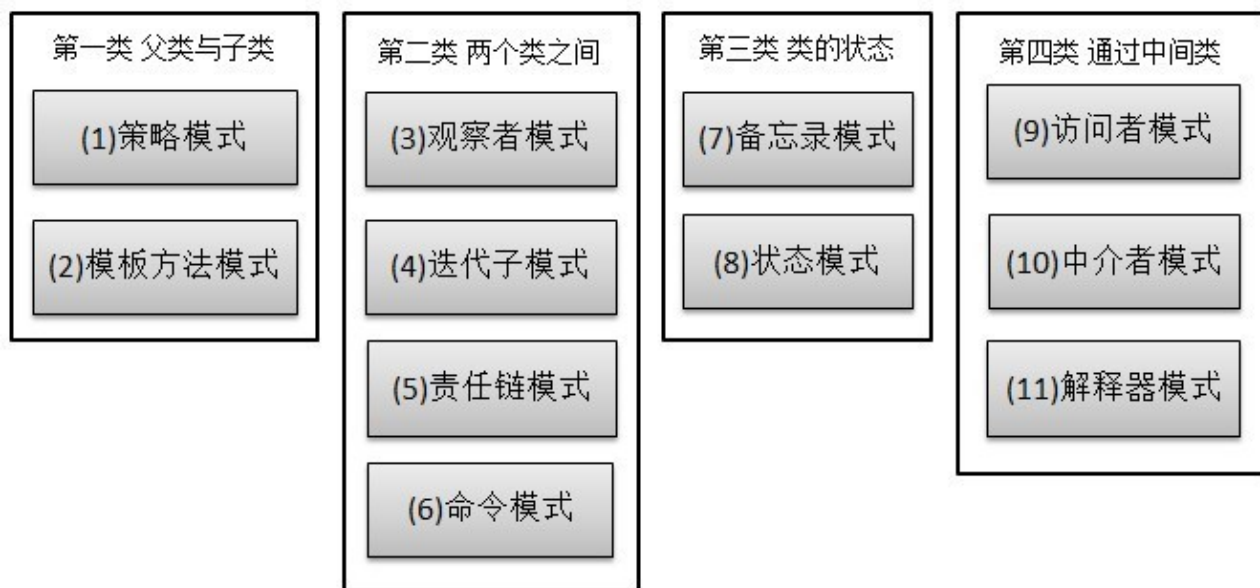 第一类 父类与子类
(1)策略模式
(2)模板方法模式
第二类 两个类之间
(3)观察者模式
(4)迭代子模式
(5)责任链模式
(6)命令模式
第三类 类的状态
(7)备忘录模式
(8)状态模式
第四类 通过中间类
(9)访问者模式
(10)中介者模式
(11)解释器模式